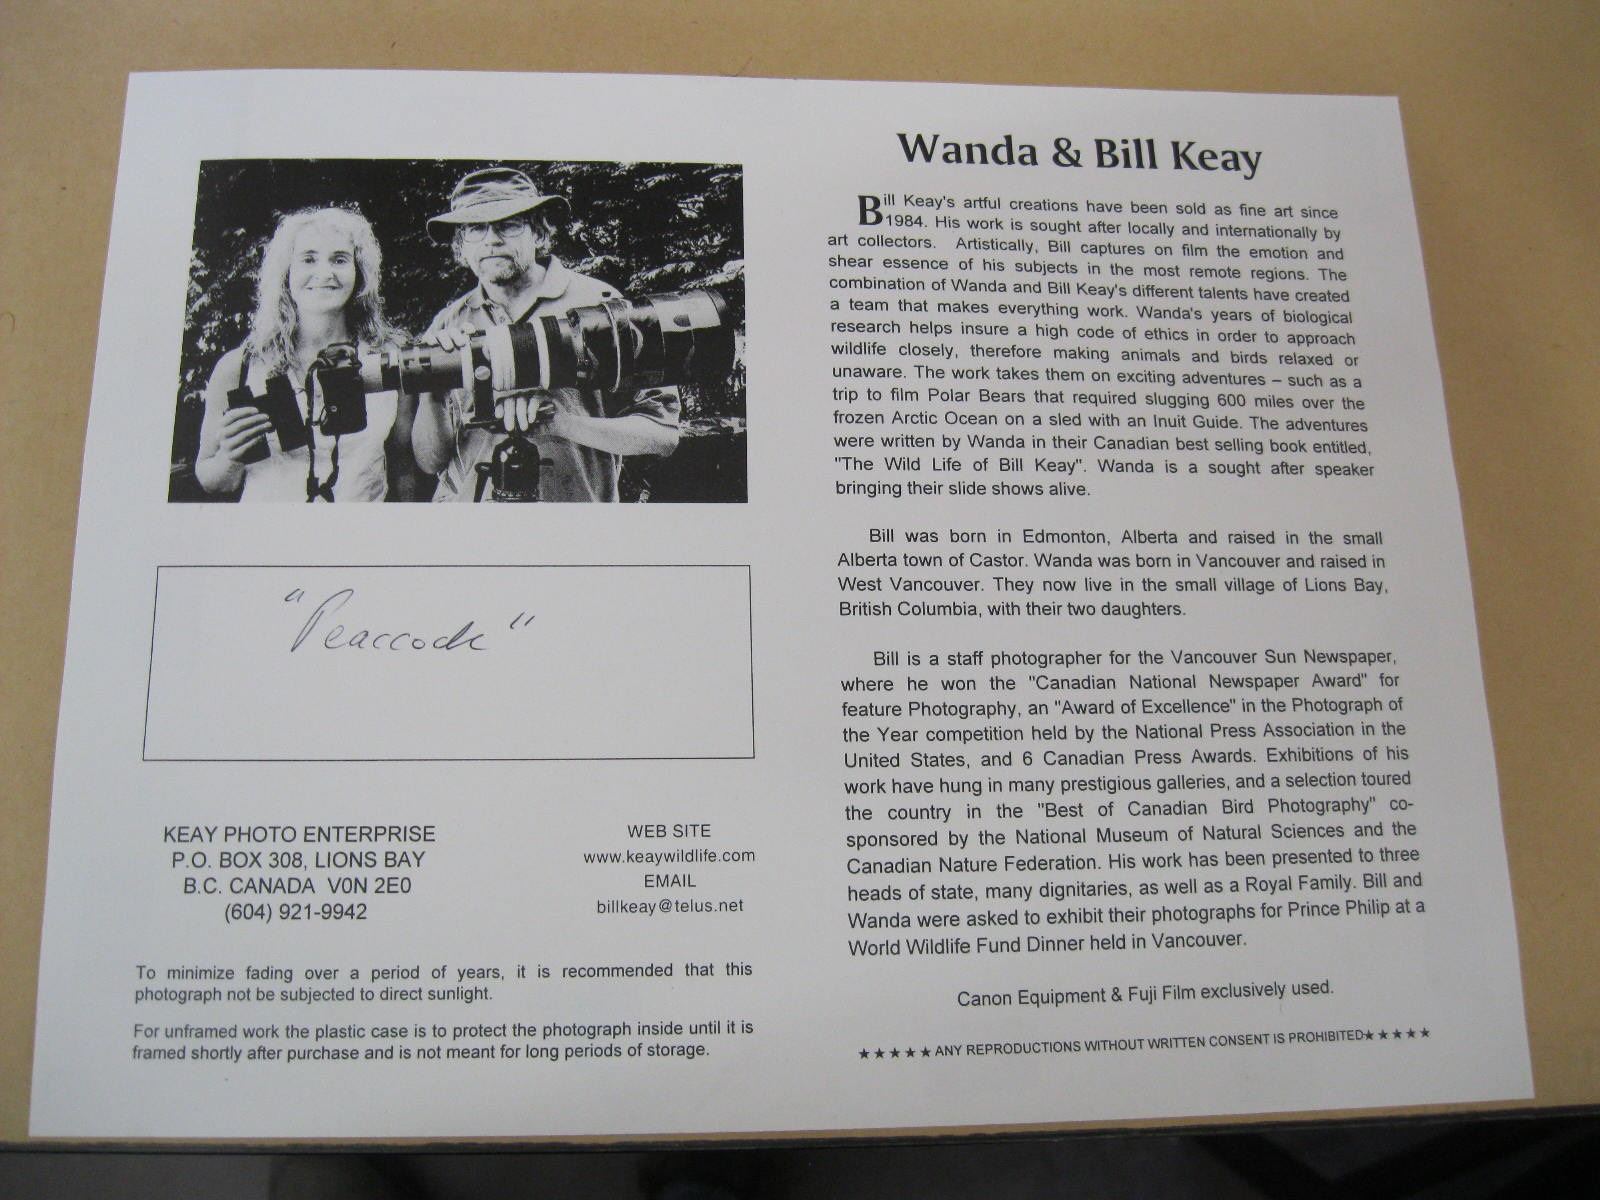 "Peaccock"
KEAY PHOTO ENTERPRISE
P.O. BOX 308, LIONS BAY
B.C. CANADA V0N 2E0
(604) 921-9942
WEB SITE
www.keaywildlife.com
EMAIL
billkeay@telus.net
To minimize fading over a period of years, it is recommended that this
photograph not be subjected to direct sunlight.
For unframed work the plastic case is to protect the photograph inside until it is
framed shortly after purchase and is not meant for long periods of storage.
Wanda & Bill Keay
Bill Keay's artful creations have been sold as fine art since
1984. His work is sought after locally and internationally by
art collectors. Artistically, Bill captures on film the emotion and
shear essence of his subjects in the most remote regions. The
combination of Wanda and Bill Keay's different talents have created
a team that makes everything work. Wanda's years of biological
research helps insure a high code of ethics in order to approach
wildlife closely, therefore making animals and birds relaxed or
unaware. The work takes them on exciting adventures – such as a
trip to film Polar Bears that required slugging 600 miles over the
frozen Arctic Ocean on a sled with an Inuit Guide. The adventures
were written by Wanda in their Canadian best selling book entitled,
"The Wild Life of Bill Keay". Wanda is a sought after speaker
bringing their slide shows alive.
Bill was born in Edmonton, Alberta and raised in the small
Alberta town of Castor. Wanda was born in Vancouver and raised in
West Vancouver. They now live in the small village of Lions Bay,
British Columbia, with their two daughters.
Bill is a staff photographer for the Vancouver Sun Newspaper,
where he won the "Canadian National Newspaper Award" for
feature Photography, an "Award of Excellence" in the Photograph of
the Year competition held by the National Press Association in the
United States, and 6 Canadian Press Awards. Exhibitions of his
work have hung in many prestigious galleries, and a selection toured
the country in the "Best of Canadian Bird Photography" co-
sponsored by the National Museum of Natural Sciences and the
Canadian Nature Federation. His work has been presented to three
heads of state, many dignitaries, as well as a Royal Family. Bill and
Wanda were asked to exhibit their photographs for Prince Philip at a
World Wildlife Fund Dinner held in Vancouver.
Canon Equipment & Fuji Film exclusively used.
★★★★★ANY REPRODUCTIONS WITHOUT WRITTEN CONSENT IS PROHIBITED★★★★★